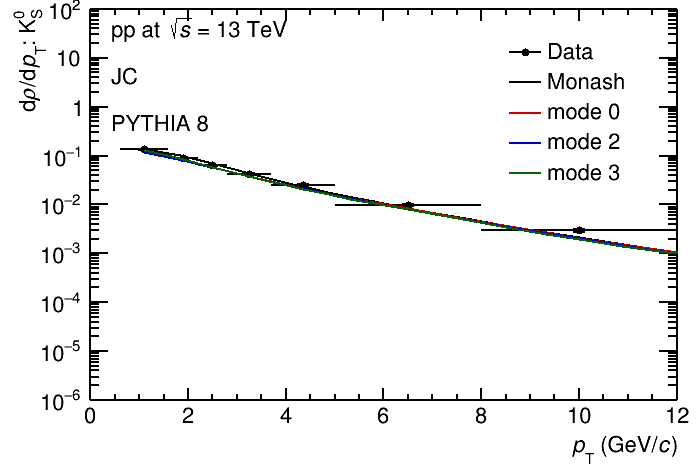 dρ/dp_T: K⁰_S
10²
10
1
10⁻¹
10⁻²
10⁻³
10⁻⁴
10⁻⁵
10⁻⁶
pp at √s = 13 TeV
JC
PYTHIA 8
Data
Monash
mode 0
mode 2
mode 3
0 2 4 6 8 10 12
p_T (GeV/c)